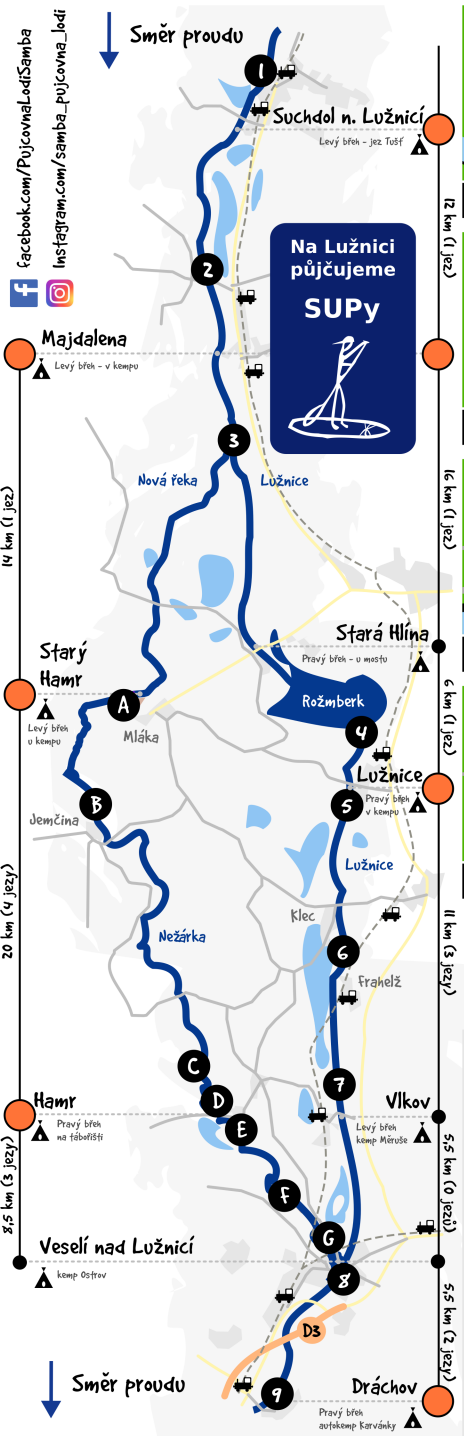 Směr proudu
facebook.com/PujcovnaLodiSamba
Instagram.com/samba_pujcovna_lodi
1
Suchdol n. Lužnicí
Levý břeh - jez Tušť
12 km (1 jez)
2
Na Lužnici
půjčujeme
SUPy
Majdalena
Levý břeh - v kempu
3
Nová řeka
Lužnice
14 km (1 jez)
16 km (1 jez)
Stará Hlína
Pravý břeh - u mostu
Starý
Hamr
Levý břeh
u kempu
A
Mláka
Rožmberk
4
6 km (1 jez)
Lužnice
Pravý břeh
v kempu
5
B
Jemčina
Lužnice
20 km (4 jezy)
Nežárka
Klec
11 km (3 jezy)
6
Frahelž
C
7
D
Hamr
Pravý břeh
na tábořišti
E
Vlkov
Levý břeh
kemp Měruše
8,5 km (3 jezy)
5,5 km (0 jezů)
F
G
Veselí nad Lužnicí
kemp Ostrov
8
D3
5,5 km (2 jezy)
Směr proudu
9
Dráchov
Pravý břeh
autokemp Karvánky